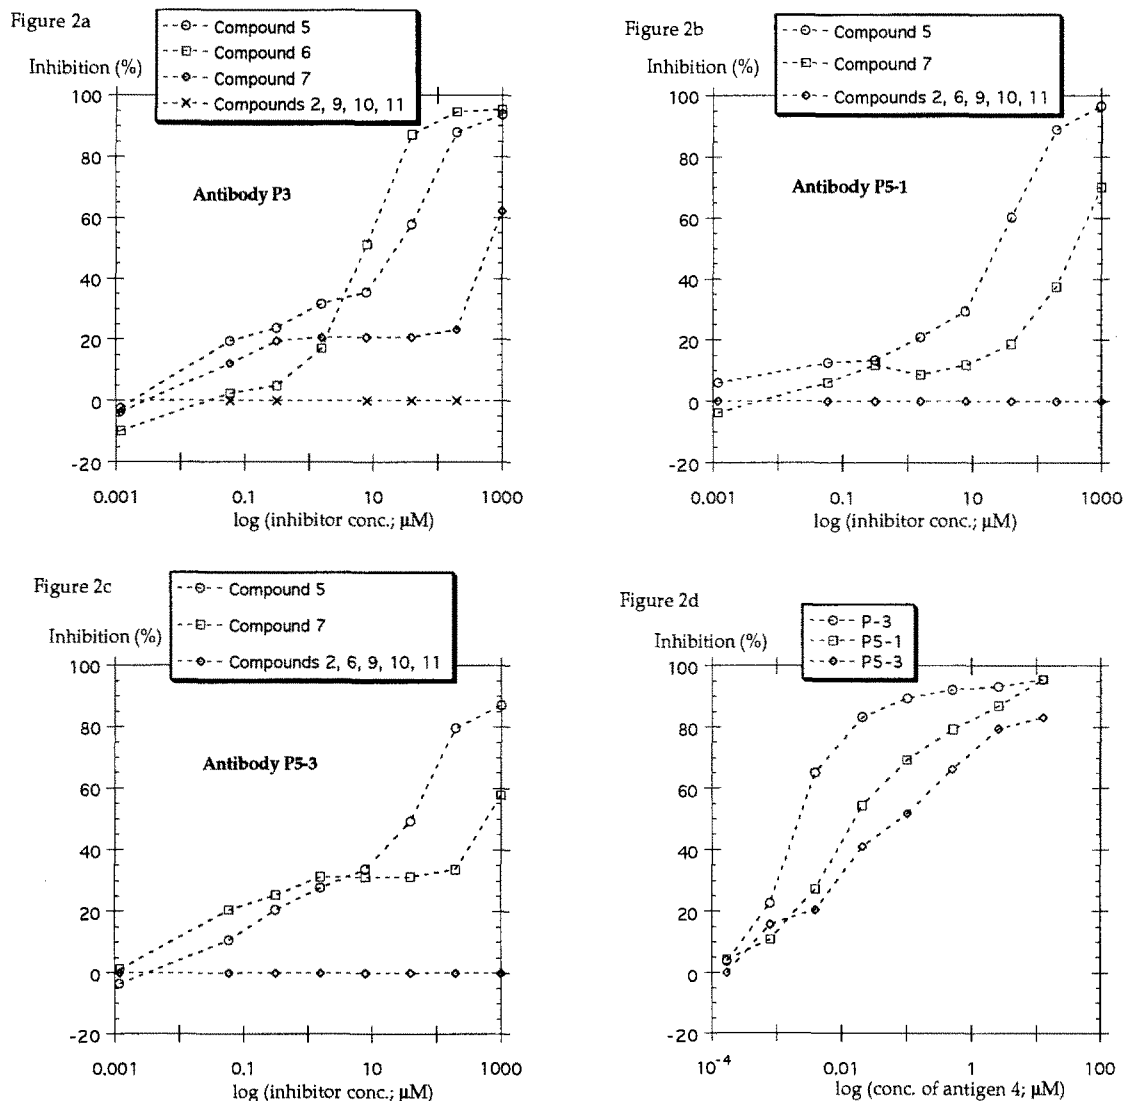 Figure 2a
Compound 5
Compound 6
Compound 7
Compounds 2, 9, 10, 11
Inhibition (%)
100
80
60
40
20
0
-20
Antibody P3
0.001
0.1
10
1000
log (inhibitor conc.; µM)
Figure 2b
Compound 5
Compound 7
Compounds 2, 6, 9, 10, 11
Inhibition (%)
100
80
60
40
20
0
-20
Antibody P5-1
0.001
0.1
10
1000
log (inhibitor conc.; µM)
Figure 2c
Compound 5
Compound 7
Compounds 2, 6, 9, 10, 11
Inhibition (%)
100
80
60
40
20
0
-20
Antibody P5-3
0.001
0.1
10
1000
log (inhibitor conc.; µM)
Figure 2d
P-3
P5-1
P5-3
Inhibition (%)
100
80
60
40
20
0
-20
10⁻⁴
0.01
1
100
log (conc. of antigen 4; µM)